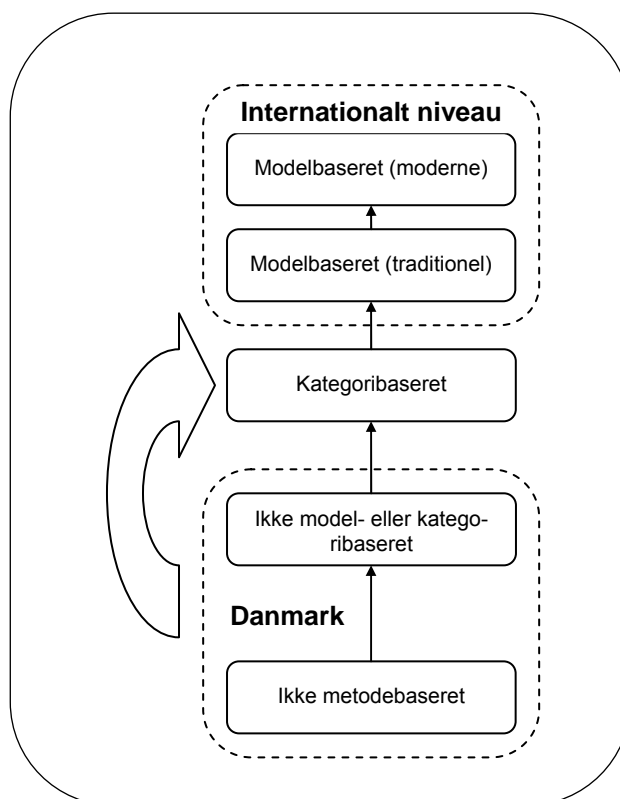 Internationalt niveau
Modelbaseret (moderne)
Modelbaseret (traditionel)
Kategoribaseret
Ikke model- eller katego-
ribaseret
Danmark
Ikke metodebaseret